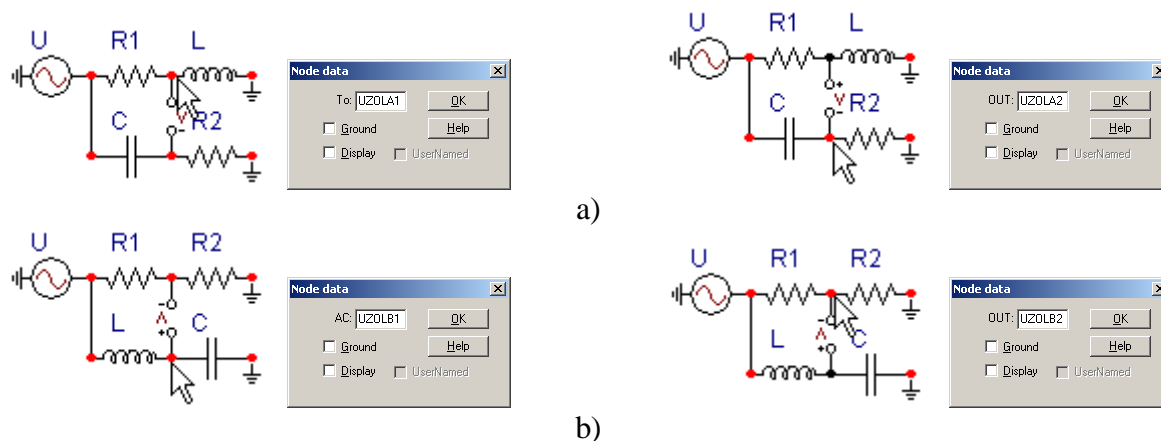 U
R1 L
C
V
R2
Node data
To: UZOLA1
OK
Ground
Help
Display
UserNamed
U
R1 L
C
V
R2
Node data
OUT: UZOLA2
OK
Ground
Help
Display
UserNamed
a)
U
R1 R2
L
V
C
Node data
AC: UZOLB1
OK
Ground
Help
Display
UserNamed
U
R1 R2
L
V
C
Node data
OUT: UZOLB2
OK
Ground
Help
Display
UserNamed
b)